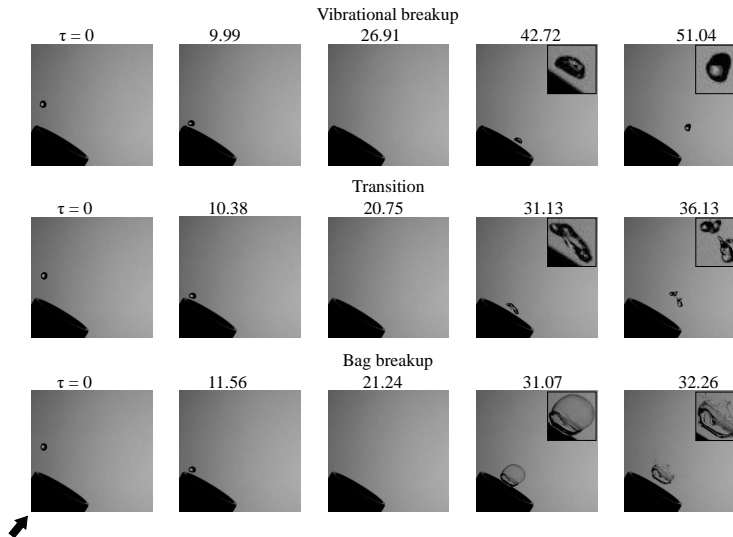 Vibrational breakup
τ = 0 9.99 26.91 42.72 51.04
Transition
τ = 0 10.38 20.75 31.13 36.13
Bag breakup
τ = 0 11.56 21.24 31.07 32.26